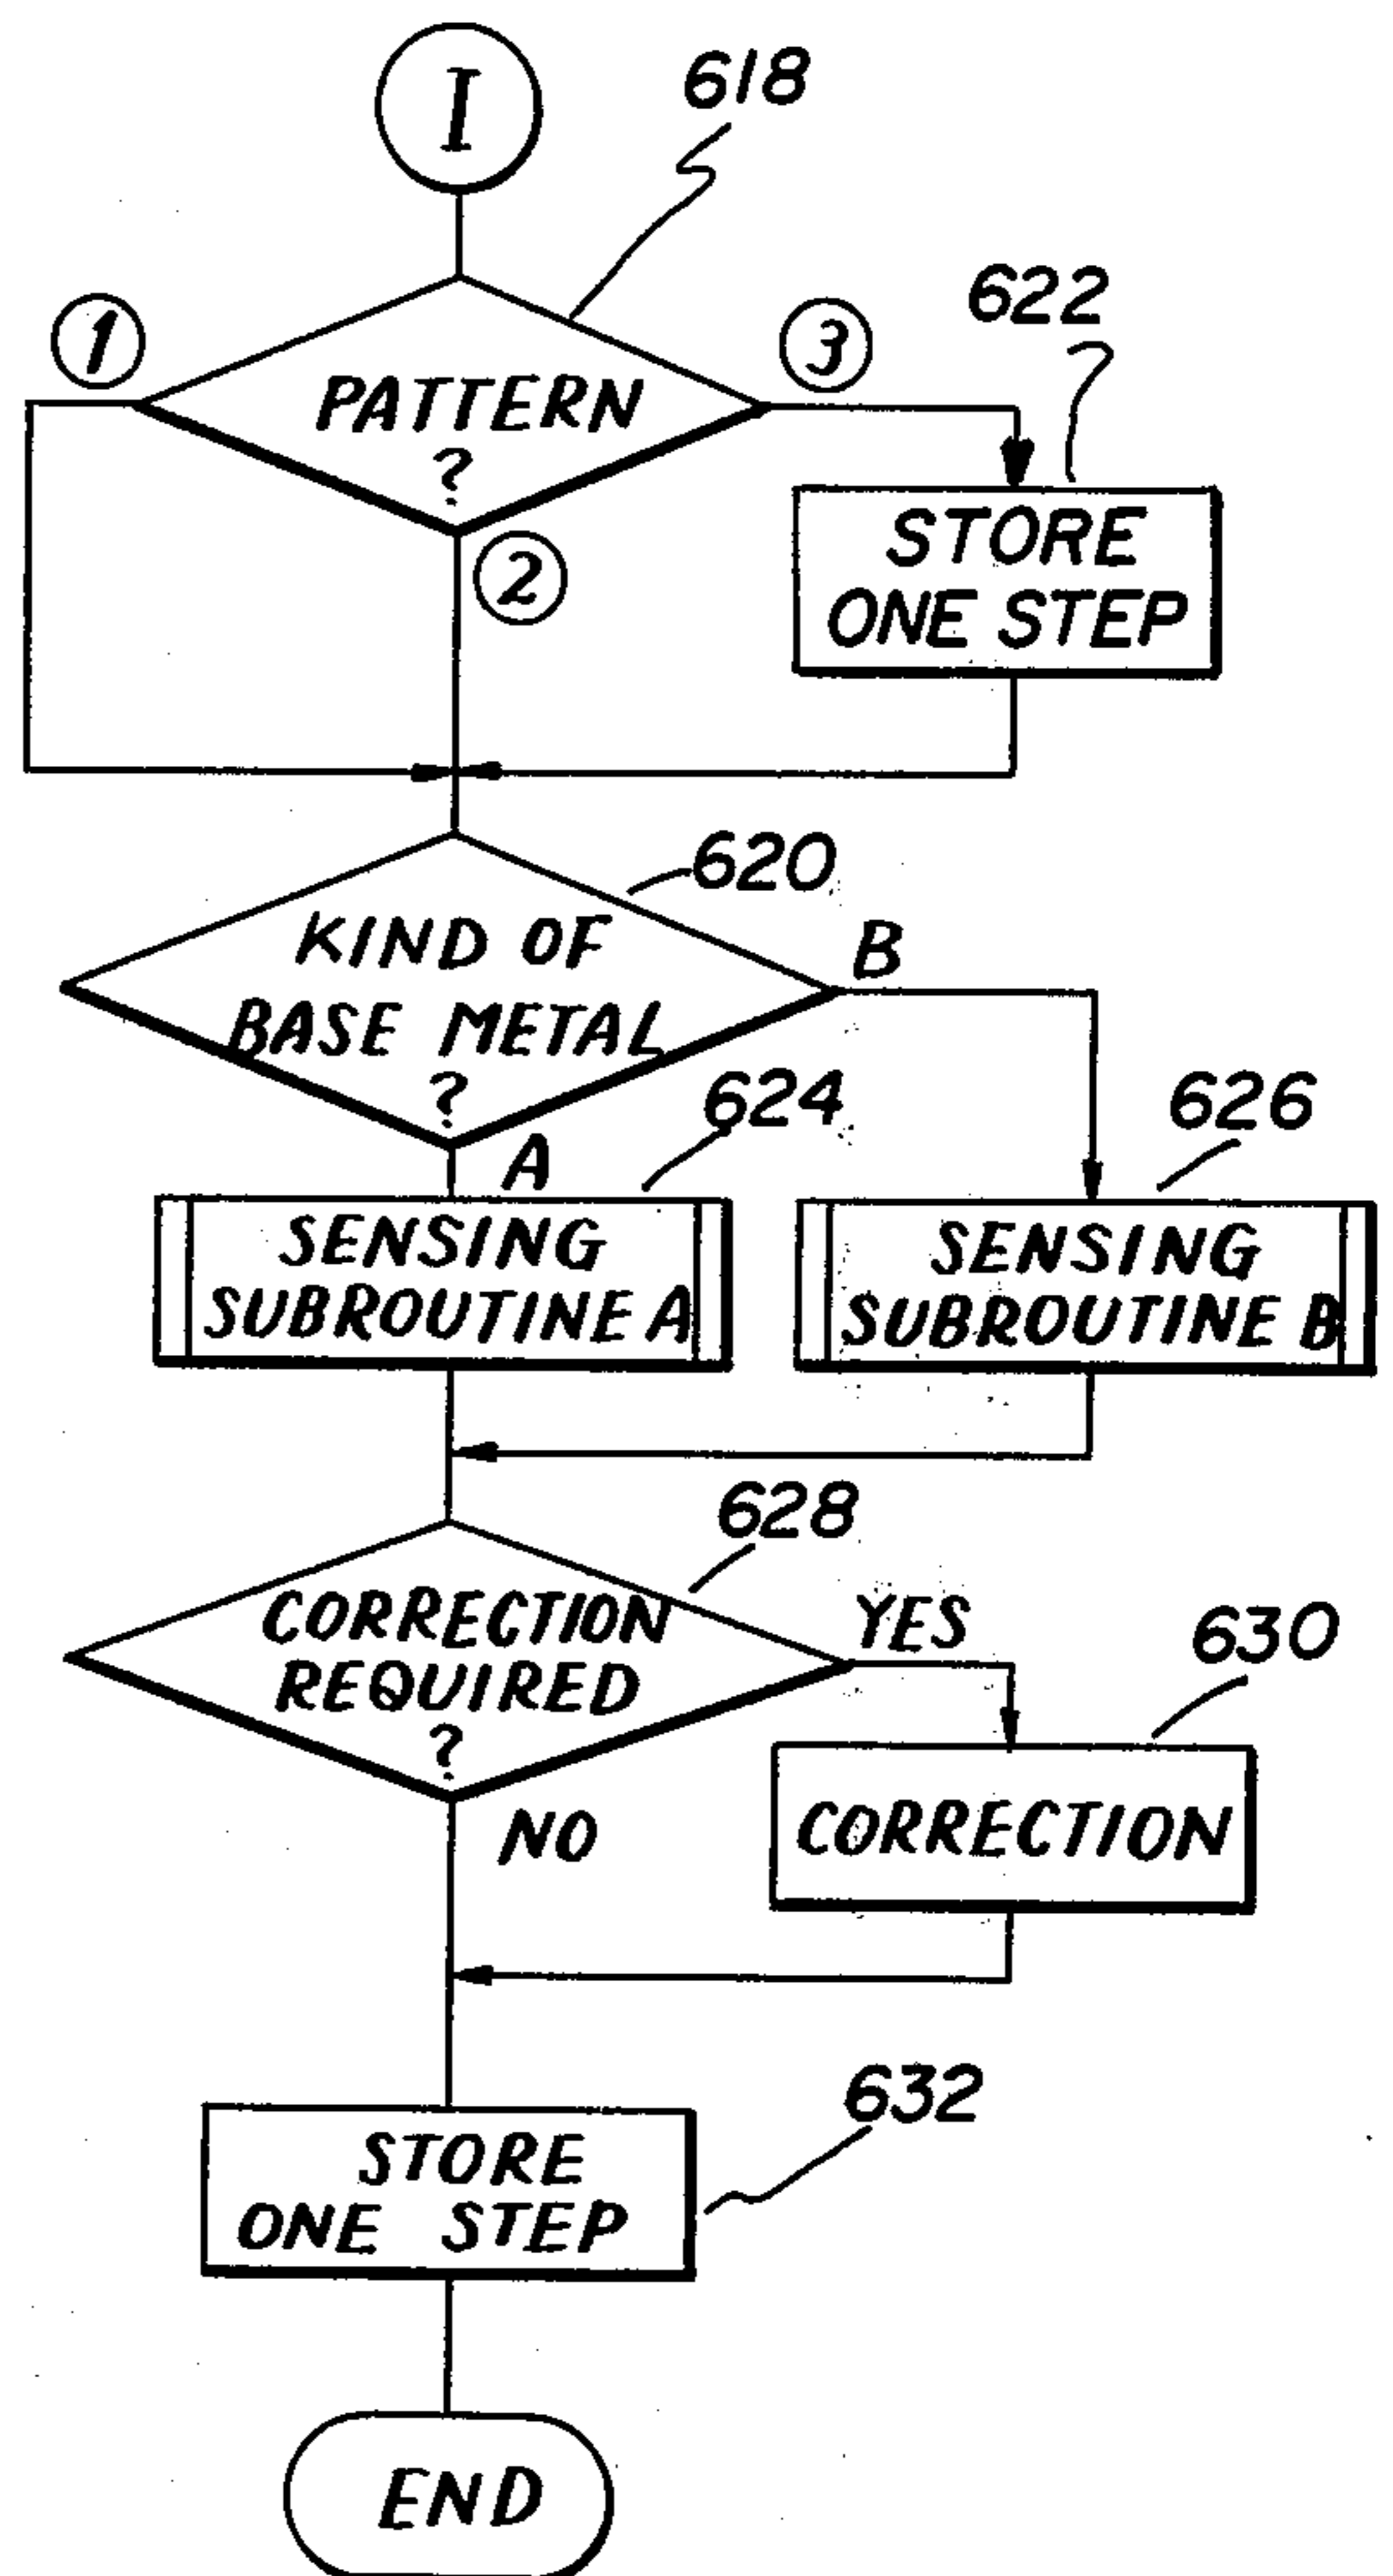 I
618
1
3
622
PATTERN
?
STORE
ONE STEP
2
620
KIND OF
BASE METAL
?
B
A
624
626
SENSING
SUBROUTINE A
SENSING
SUBROUTINE B
628
CORRECTION
REQUIRED
?
YES
630
NO
CORRECTION
632
STORE
ONE STEP
END